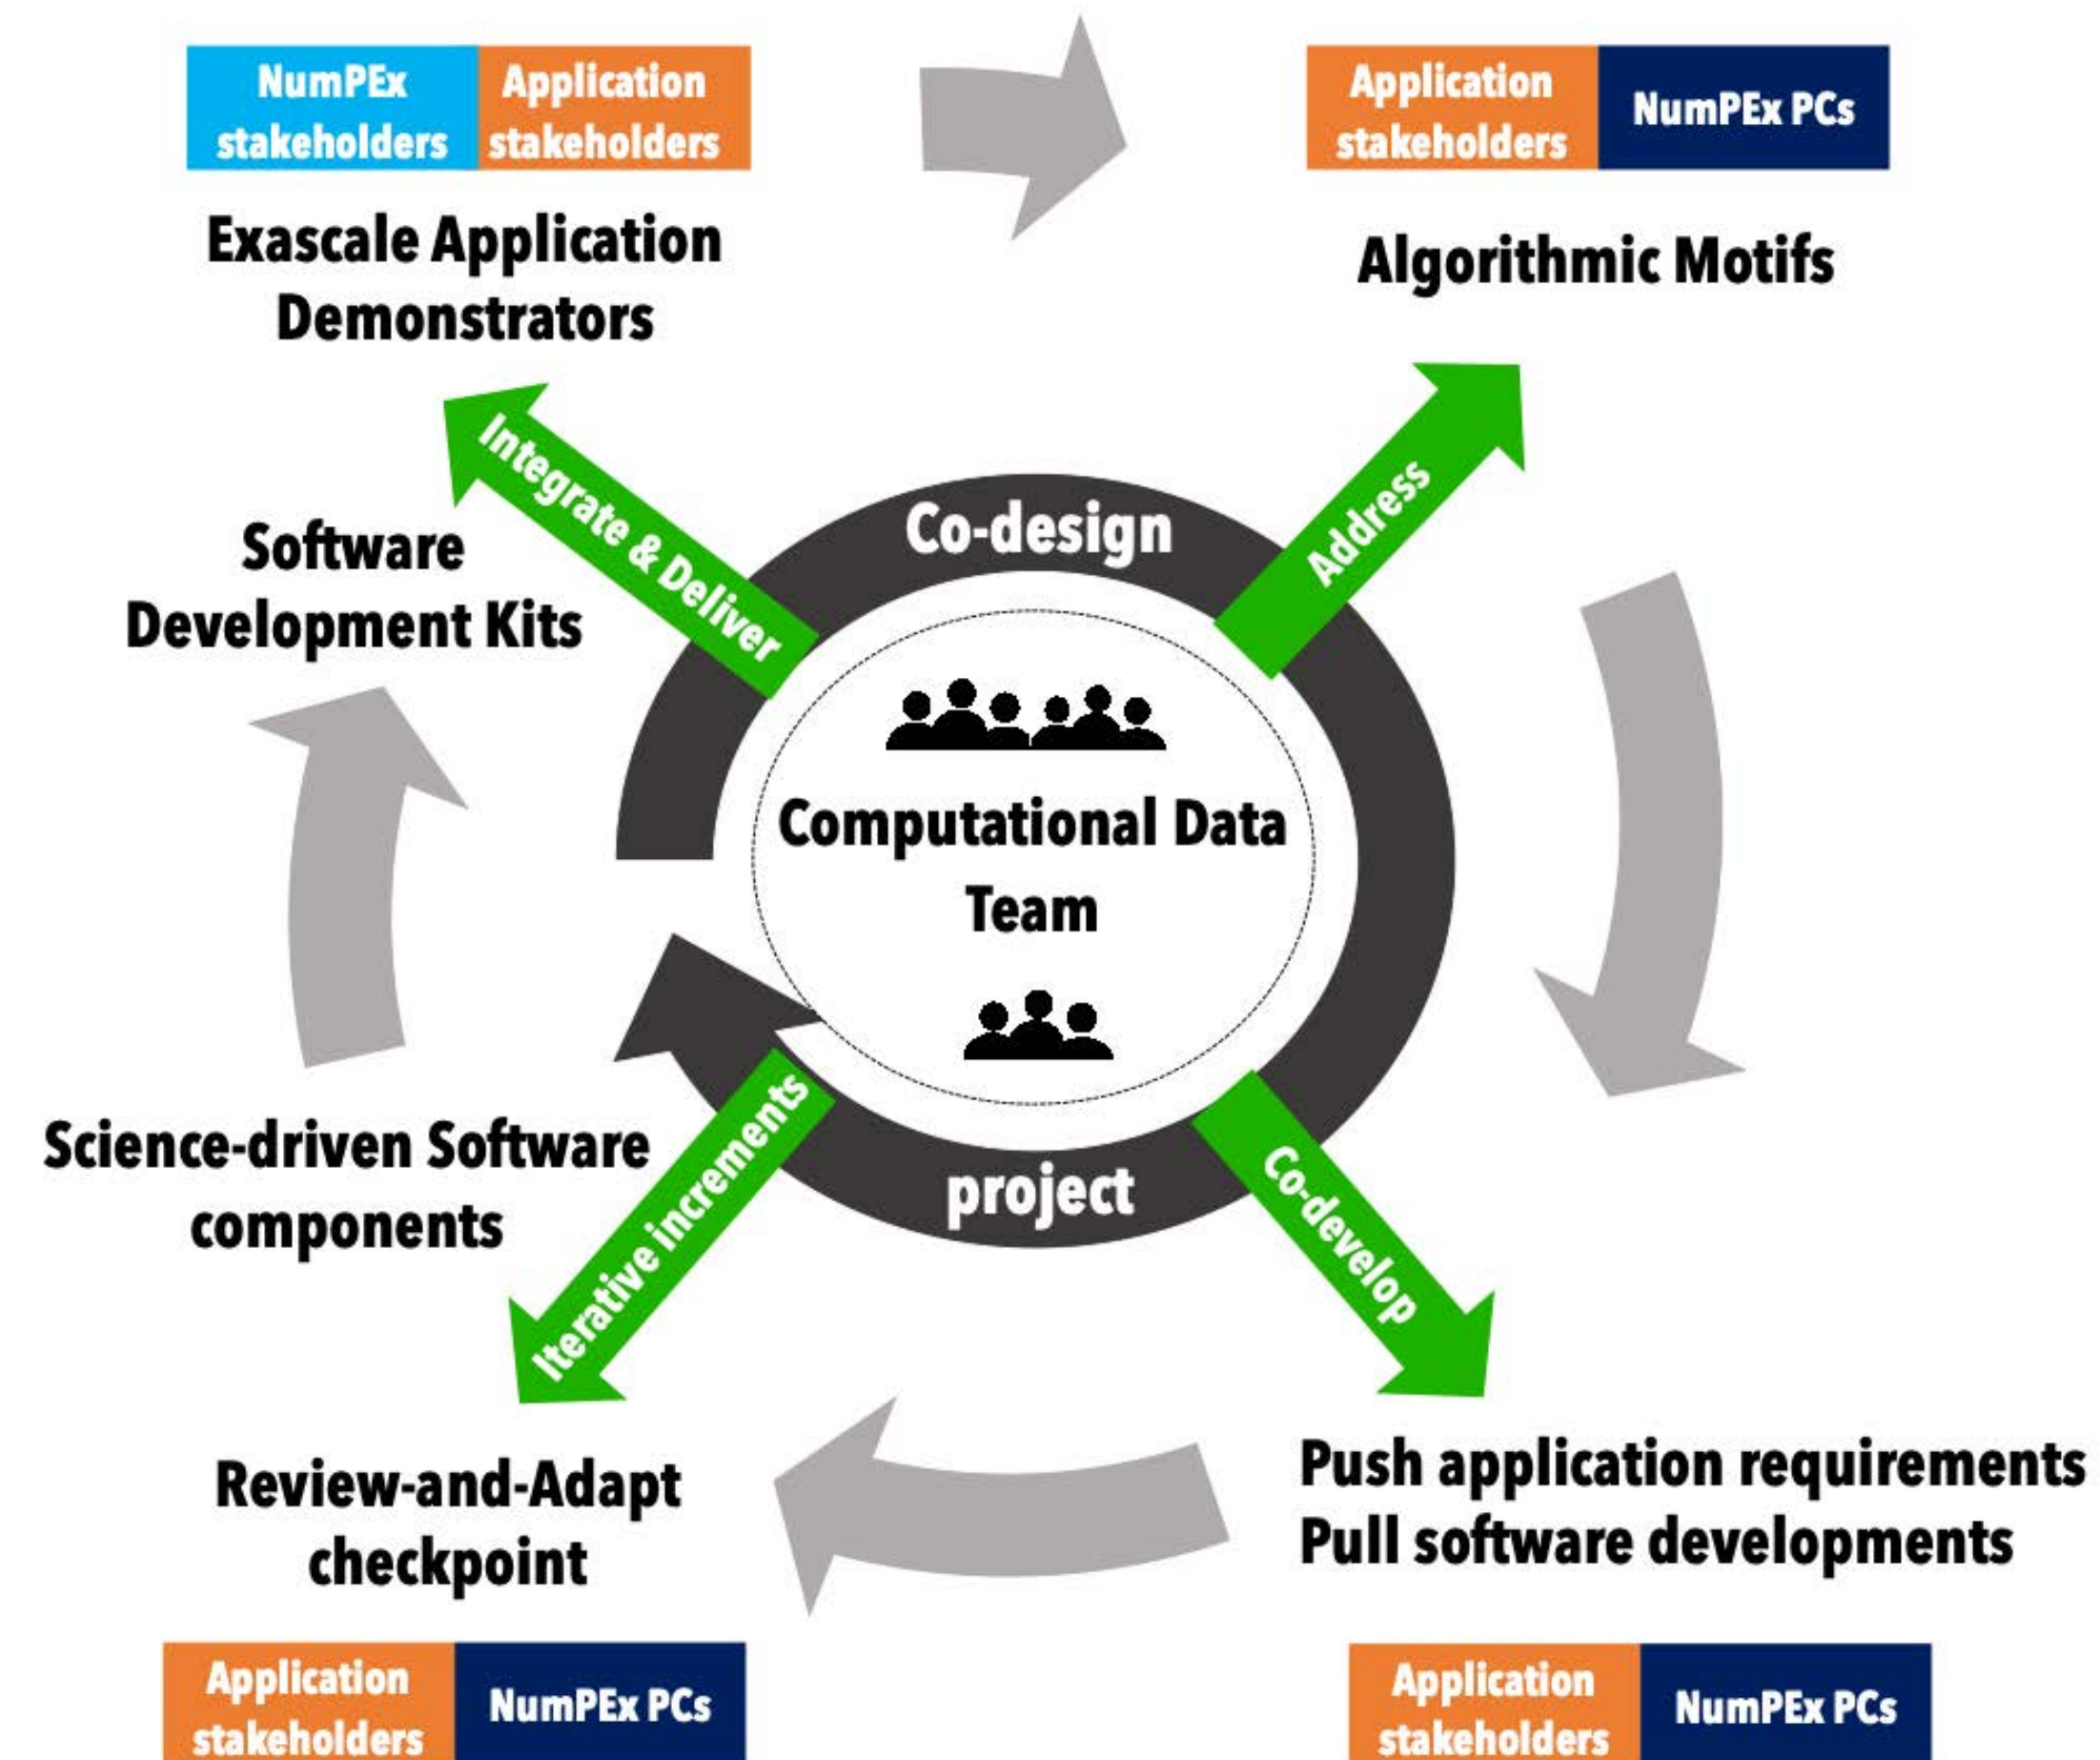 NumPEx
stakeholders
Application
stakeholders
Application
stakeholders
NumPEx PCs
Exascale Application
Demonstrators
Algorithmic Motifs
Integrate & Deliver
Address
Software
Development Kits
Co-design
Computational Data
Team
Science-driven Software
components
Iterative increments
project
Co-develop
Review-and-Adapt
checkpoint
Push application requirements
Pull software developments
Application
stakeholders
NumPEx PCs
Application
stakeholders
NumPEx PCs